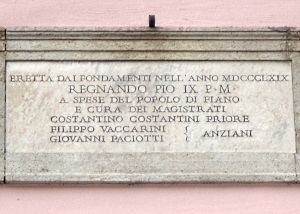 ERETTA DAI FONDAMENTI NELL'ANNO MDCCCLXIX
REGNANDO PIO IX P·M·
A SPESE DEL POPOLO DI FIANO
E CURA DEI MAGISTRATI
COSTANTINO COSTANTINI PRIORE
FILIPPO VACCARINI
GIOVANNI PACIOTTI
ANZIANI